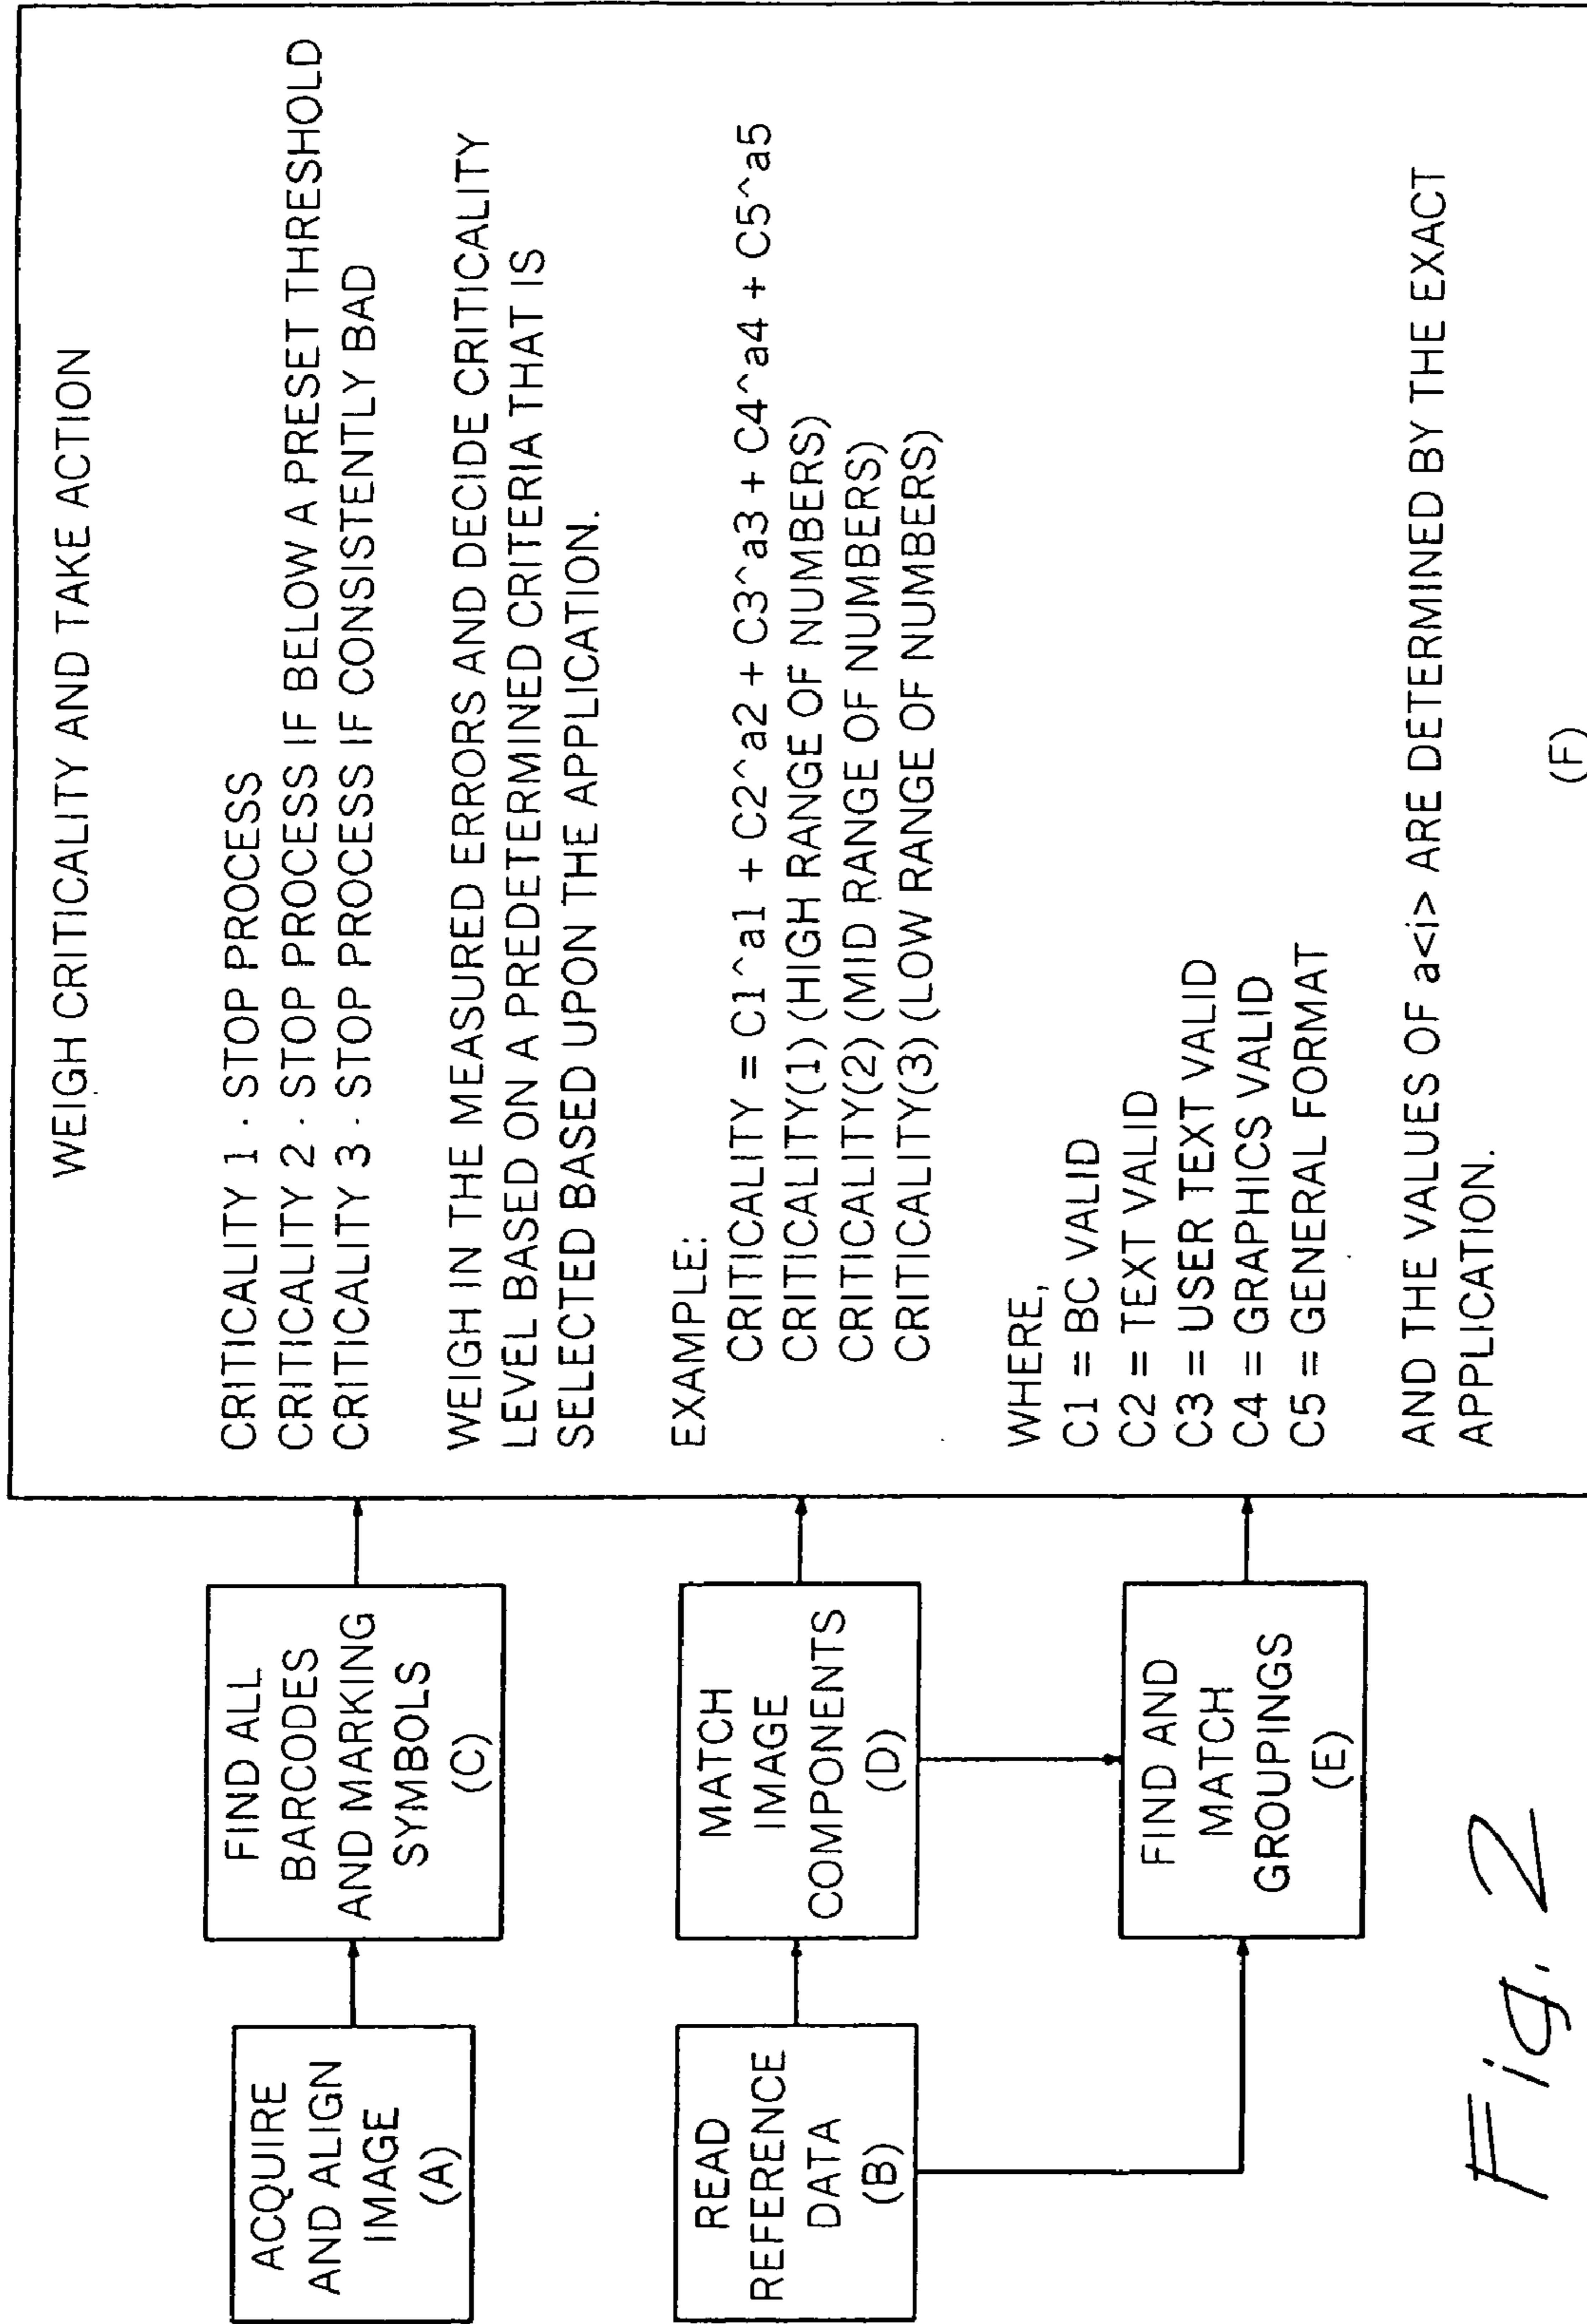 ACQUIRE
AND ALIGN
IMAGE
(A)
FIND ALL
BARCODES
AND MARKING
SYMBOLS
(C)
READ
REFERENCE
DATA
(B)
MATCH
IMAGE
COMPONENTS
(D)
FIND AND
MATCH
GROUPINGS
(E)
WEIGH CRITICALITY AND TAKE ACTION
CRITICALITY 1 · STOP PROCESS
CRITICALITY 2 · STOP PROCESS IF BELOW A PRESET THRESHOLD
CRITICALITY 3 · STOP PROCESS IF CONSISTENTLY BAD
WEIGH IN THE MEASURED ERRORS AND DECIDE CRITICALITY
LEVEL BASED ON A PREDETERMINED CRITERIA THAT IS
SELECTED BASED UPON THE APPLICATION.
EXAMPLE:
CRITICALITY = C1^a1 + C2^a2 + C3^a3 + C4^a4 + C5^a5
CRITICALITY(1) (HIGH RANGE OF NUMBERS)
CRITICALITY(2) (MID RANGE OF NUMBERS)
CRITICALITY(3) (LOW RANGE OF NUMBERS)
WHERE,
C1 = BC VALID
C2 = TEXT VALID
C3 = USER TEXT VALID
C4 = GRAPHICS VALID
C5 = GENERAL FORMAT
AND THE VALUES OF a<i> ARE DETERMINED BY THE EXACT
APPLICATION.
(F)
Fig. 2